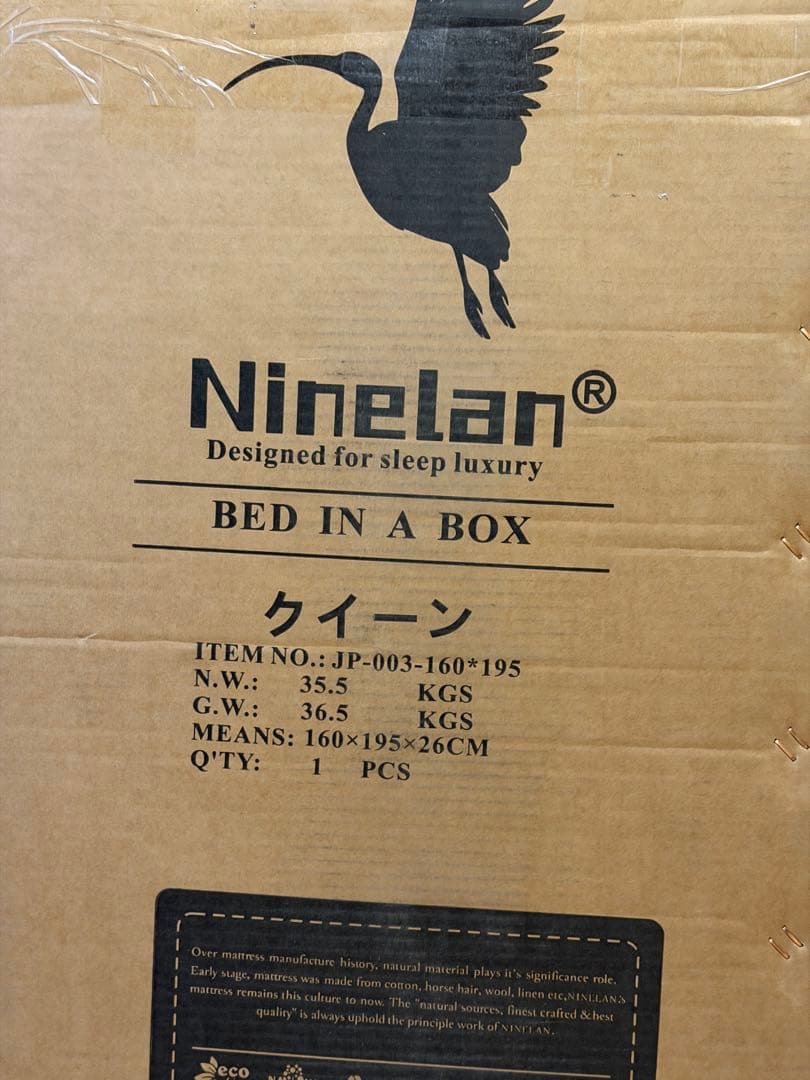 Ninelan®
Designed for sleep luxury
BED IN A BOX
クイーン
ITEM NO.: JP-003-160*195
N.W.: 35.5 KGS
G.W.: 36.5 KGS
MEANS: 160×195×26CM
Q'TY: 1 PCS
Over mattress manufacture history, natural material plays it's significance role.
Early stage, mattress was made from cotton, horse hair, wool, linen etc,NINELAN's
mattress remains this culture to now. The "natural sources, finest crafted &best
quality" is always uphold the principle work of NINELAN.
eco